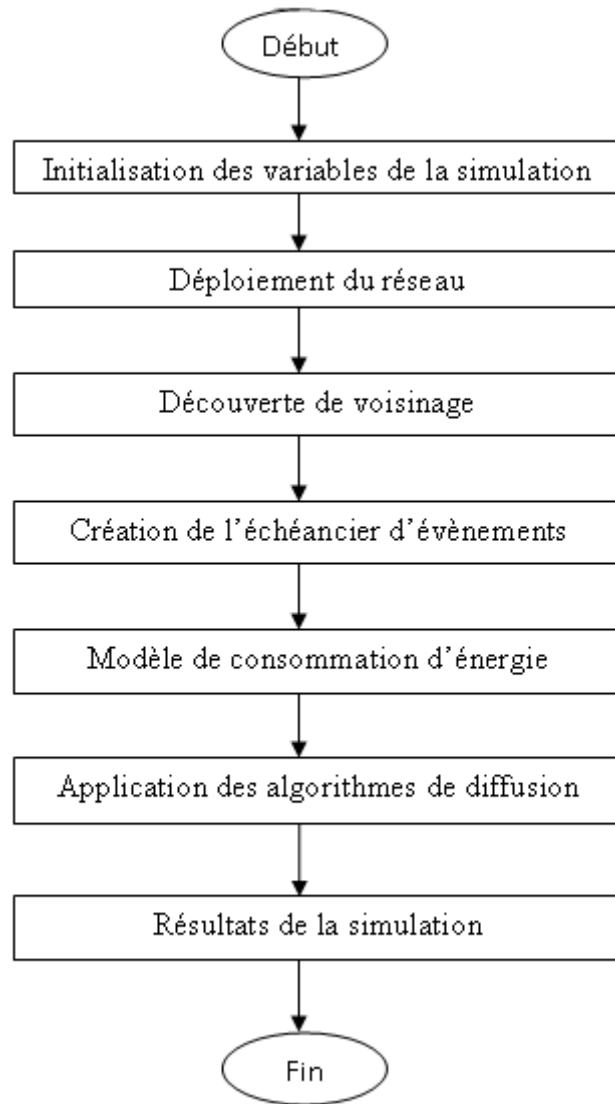 Début
Initialisation des variables de la simulation
Déploiement du réseau
Découverte de voisinage
Création de l’échéancier d’évènements
Modèle de consommation d’énergie
Application des algorithmes de diffusion
Résultats de la simulation
Fin